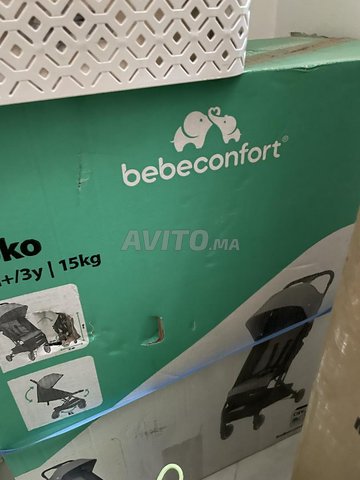 bebeconfort®
ko
+/3y | 15kg
AVITO.MA